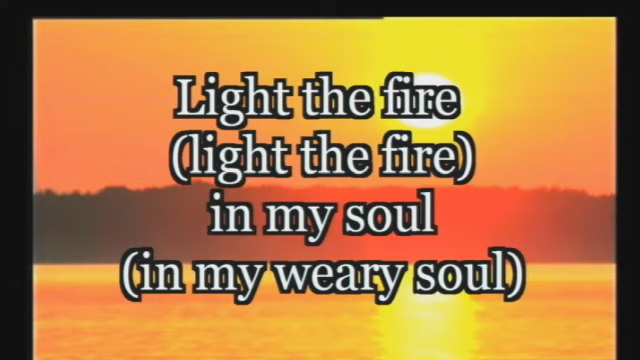 Light the fire
(light the fire)
in my soul
(in my weary soul)